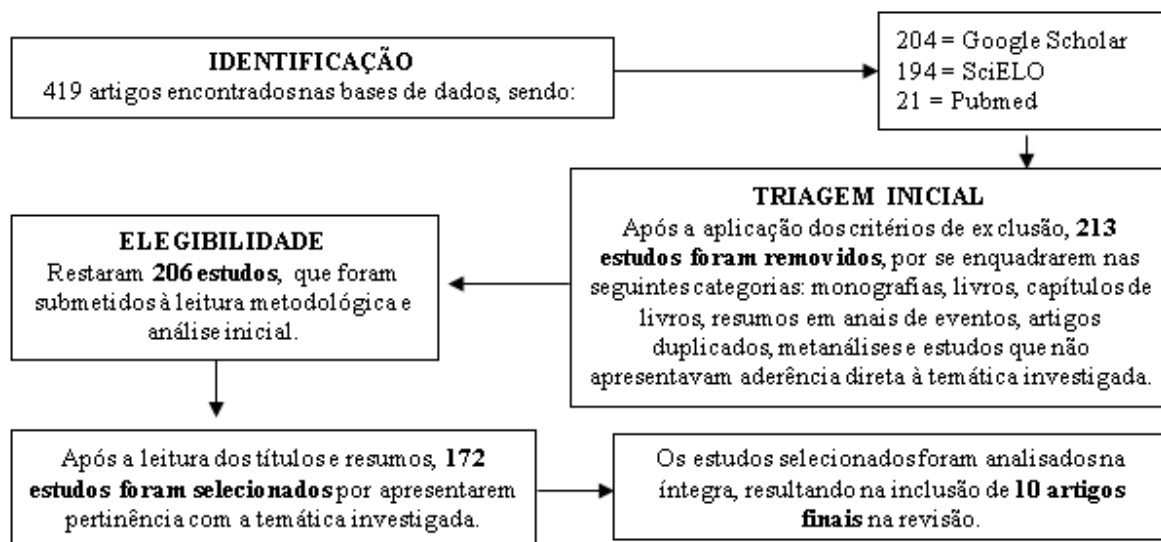 IDENTIFICAÇÃO
419 artigos encontrados nas bases de dados, sendo:
204 = Google Scholar
194 = SciELO
21 = Pubmed
TRIAGEM INICIAL
Após a aplicação dos critérios de exclusão, 213
estudos foram removidos, por se enquadrarem nas
seguintes categorias: monografias, livros, capítulos de
livros, resumos em anais de eventos, artigos
duplicados, metanálises e estudos que não
apresentavam aderência direta à temática investigada.
ELEGIBILIDADE
Restaram 206 estudos, que foram
submetidos à leitura metodológica e
análise inicial.
Após a leitura dos títulos e resumos, 172
estudos foram selecionados por apresentarem
pertinência com a temática investigada.
Os estudos selecionados foram analisados na
íntegra, resultando na inclusão de 10 artigos
finais na revisão.